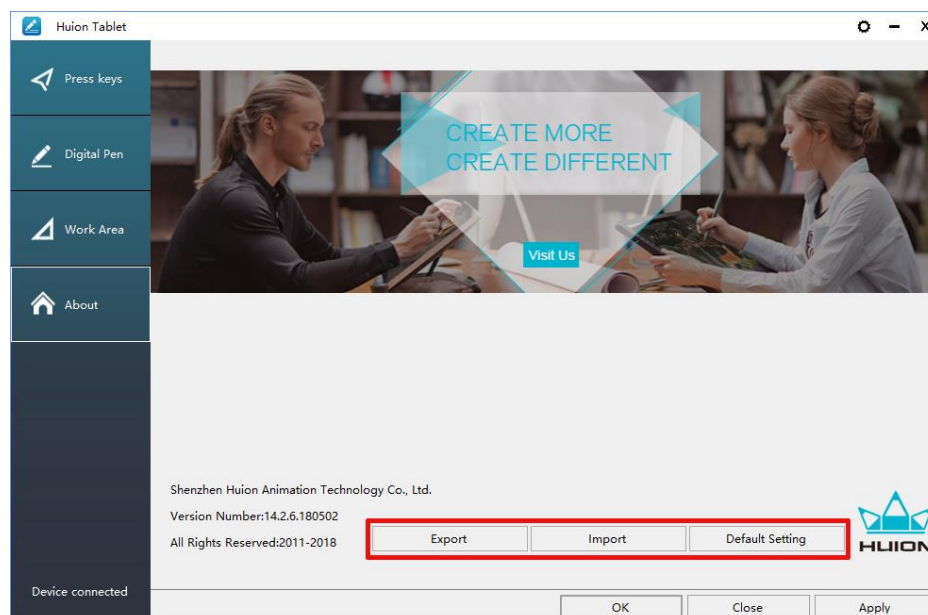 Huion Tablet
Press keys
Digital Pen
Work Area
About
CREATE MORE
CREATE DIFFERENT
Visit Us
Shenzhen Huion Animation Technology Co., Ltd.
Version Number:14.2.6.180502
All Rights Reserved:2011-2018
Export Import Default Setting
HUION
Device connected
OK Close Apply